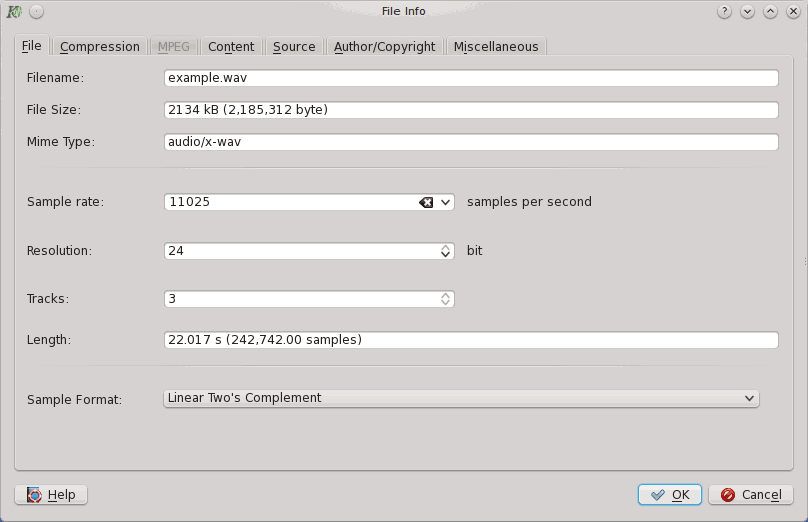 File Info
File Compression MPEG Content Source Author/Copyright Miscellaneous
Filename: example.wav
File Size: 2134 kB (2,185,312 byte)
Mime Type: audio/x-wav
Sample rate: 11025 samples per second
Resolution: 24 bit
Tracks: 3
Length: 22.017 s (242,742.00 samples)
Sample Format: Linear Two's Complement
Help OK Cancel